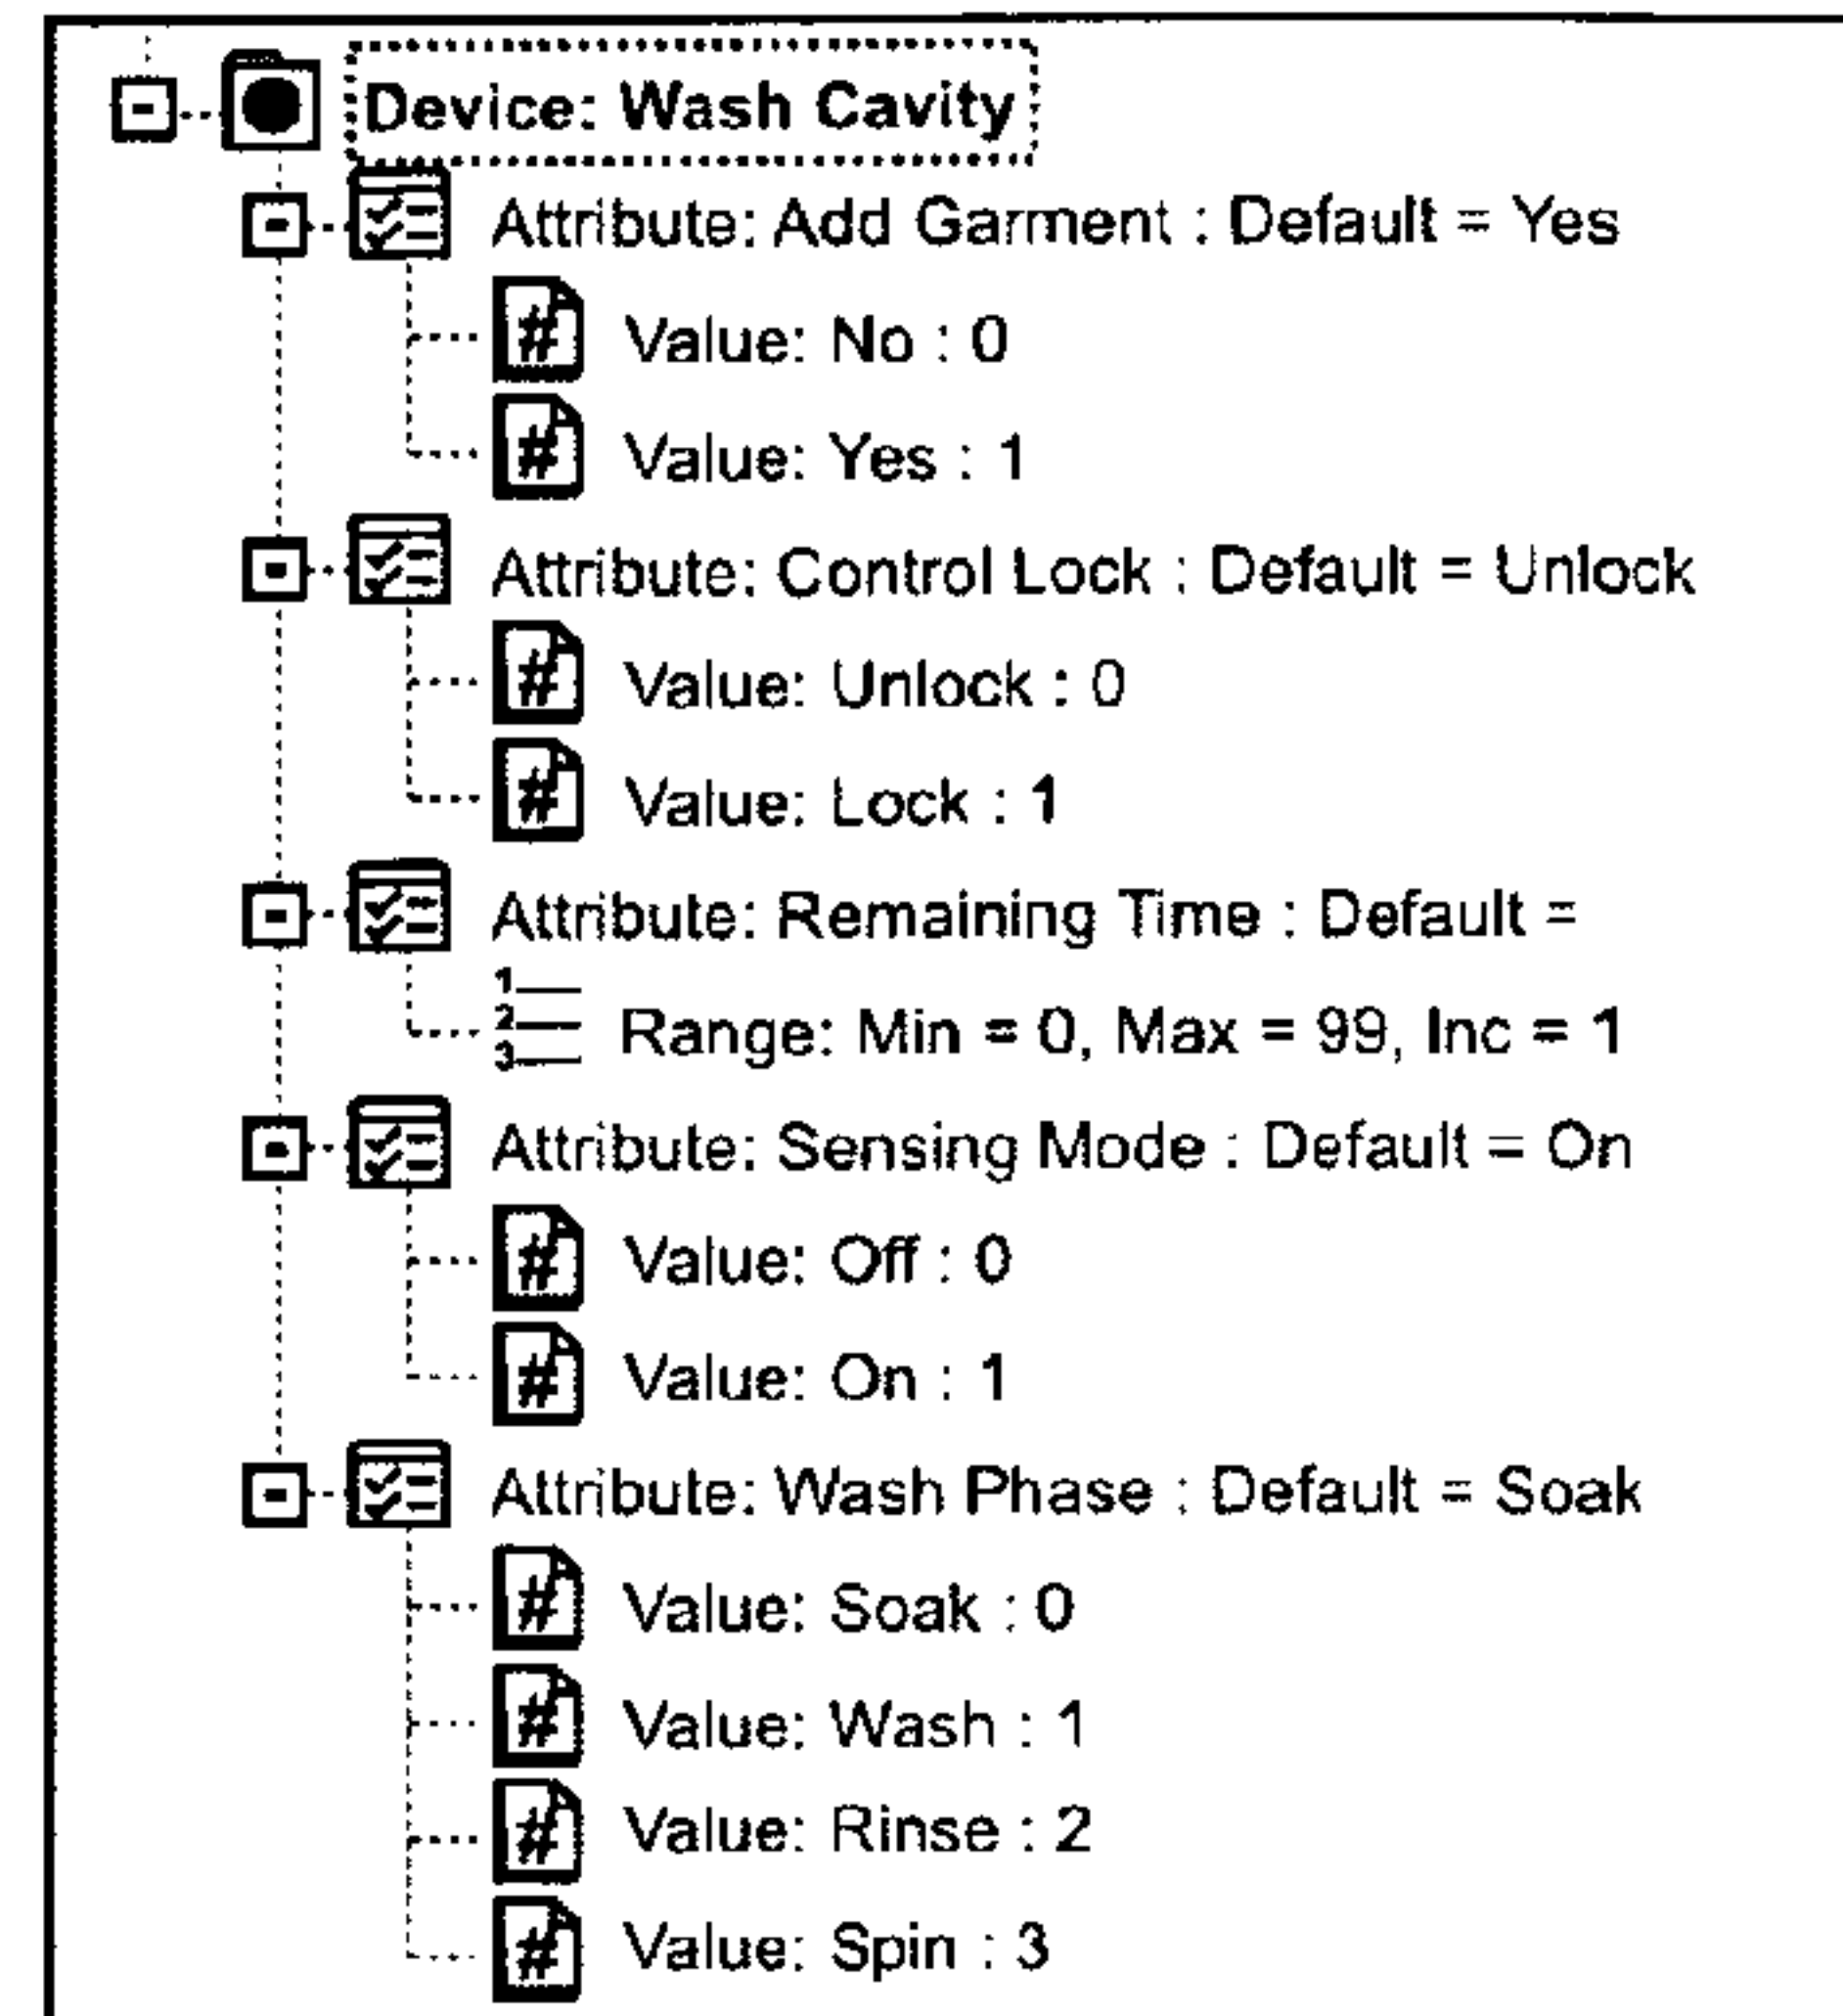 Device: Wash Cavity
Attribute: Add Garment : Default = Yes
# Value: No : 0
# Value: Yes : 1
Attribute: Control Lock : Default = Unlock
# Value: Unlock : 0
# Value: Lock : 1
Attribute: Remaining Time : Default =
1 2 3 Range: Min = 0, Max = 99, Inc = 1
Attribute: Sensing Mode : Default = On
# Value: Off : 0
# Value: On : 1
Attribute: Wash Phase : Default = Soak
# Value: Soak : 0
# Value: Wash : 1
# Value: Rinse : 2
# Value: Spin : 3